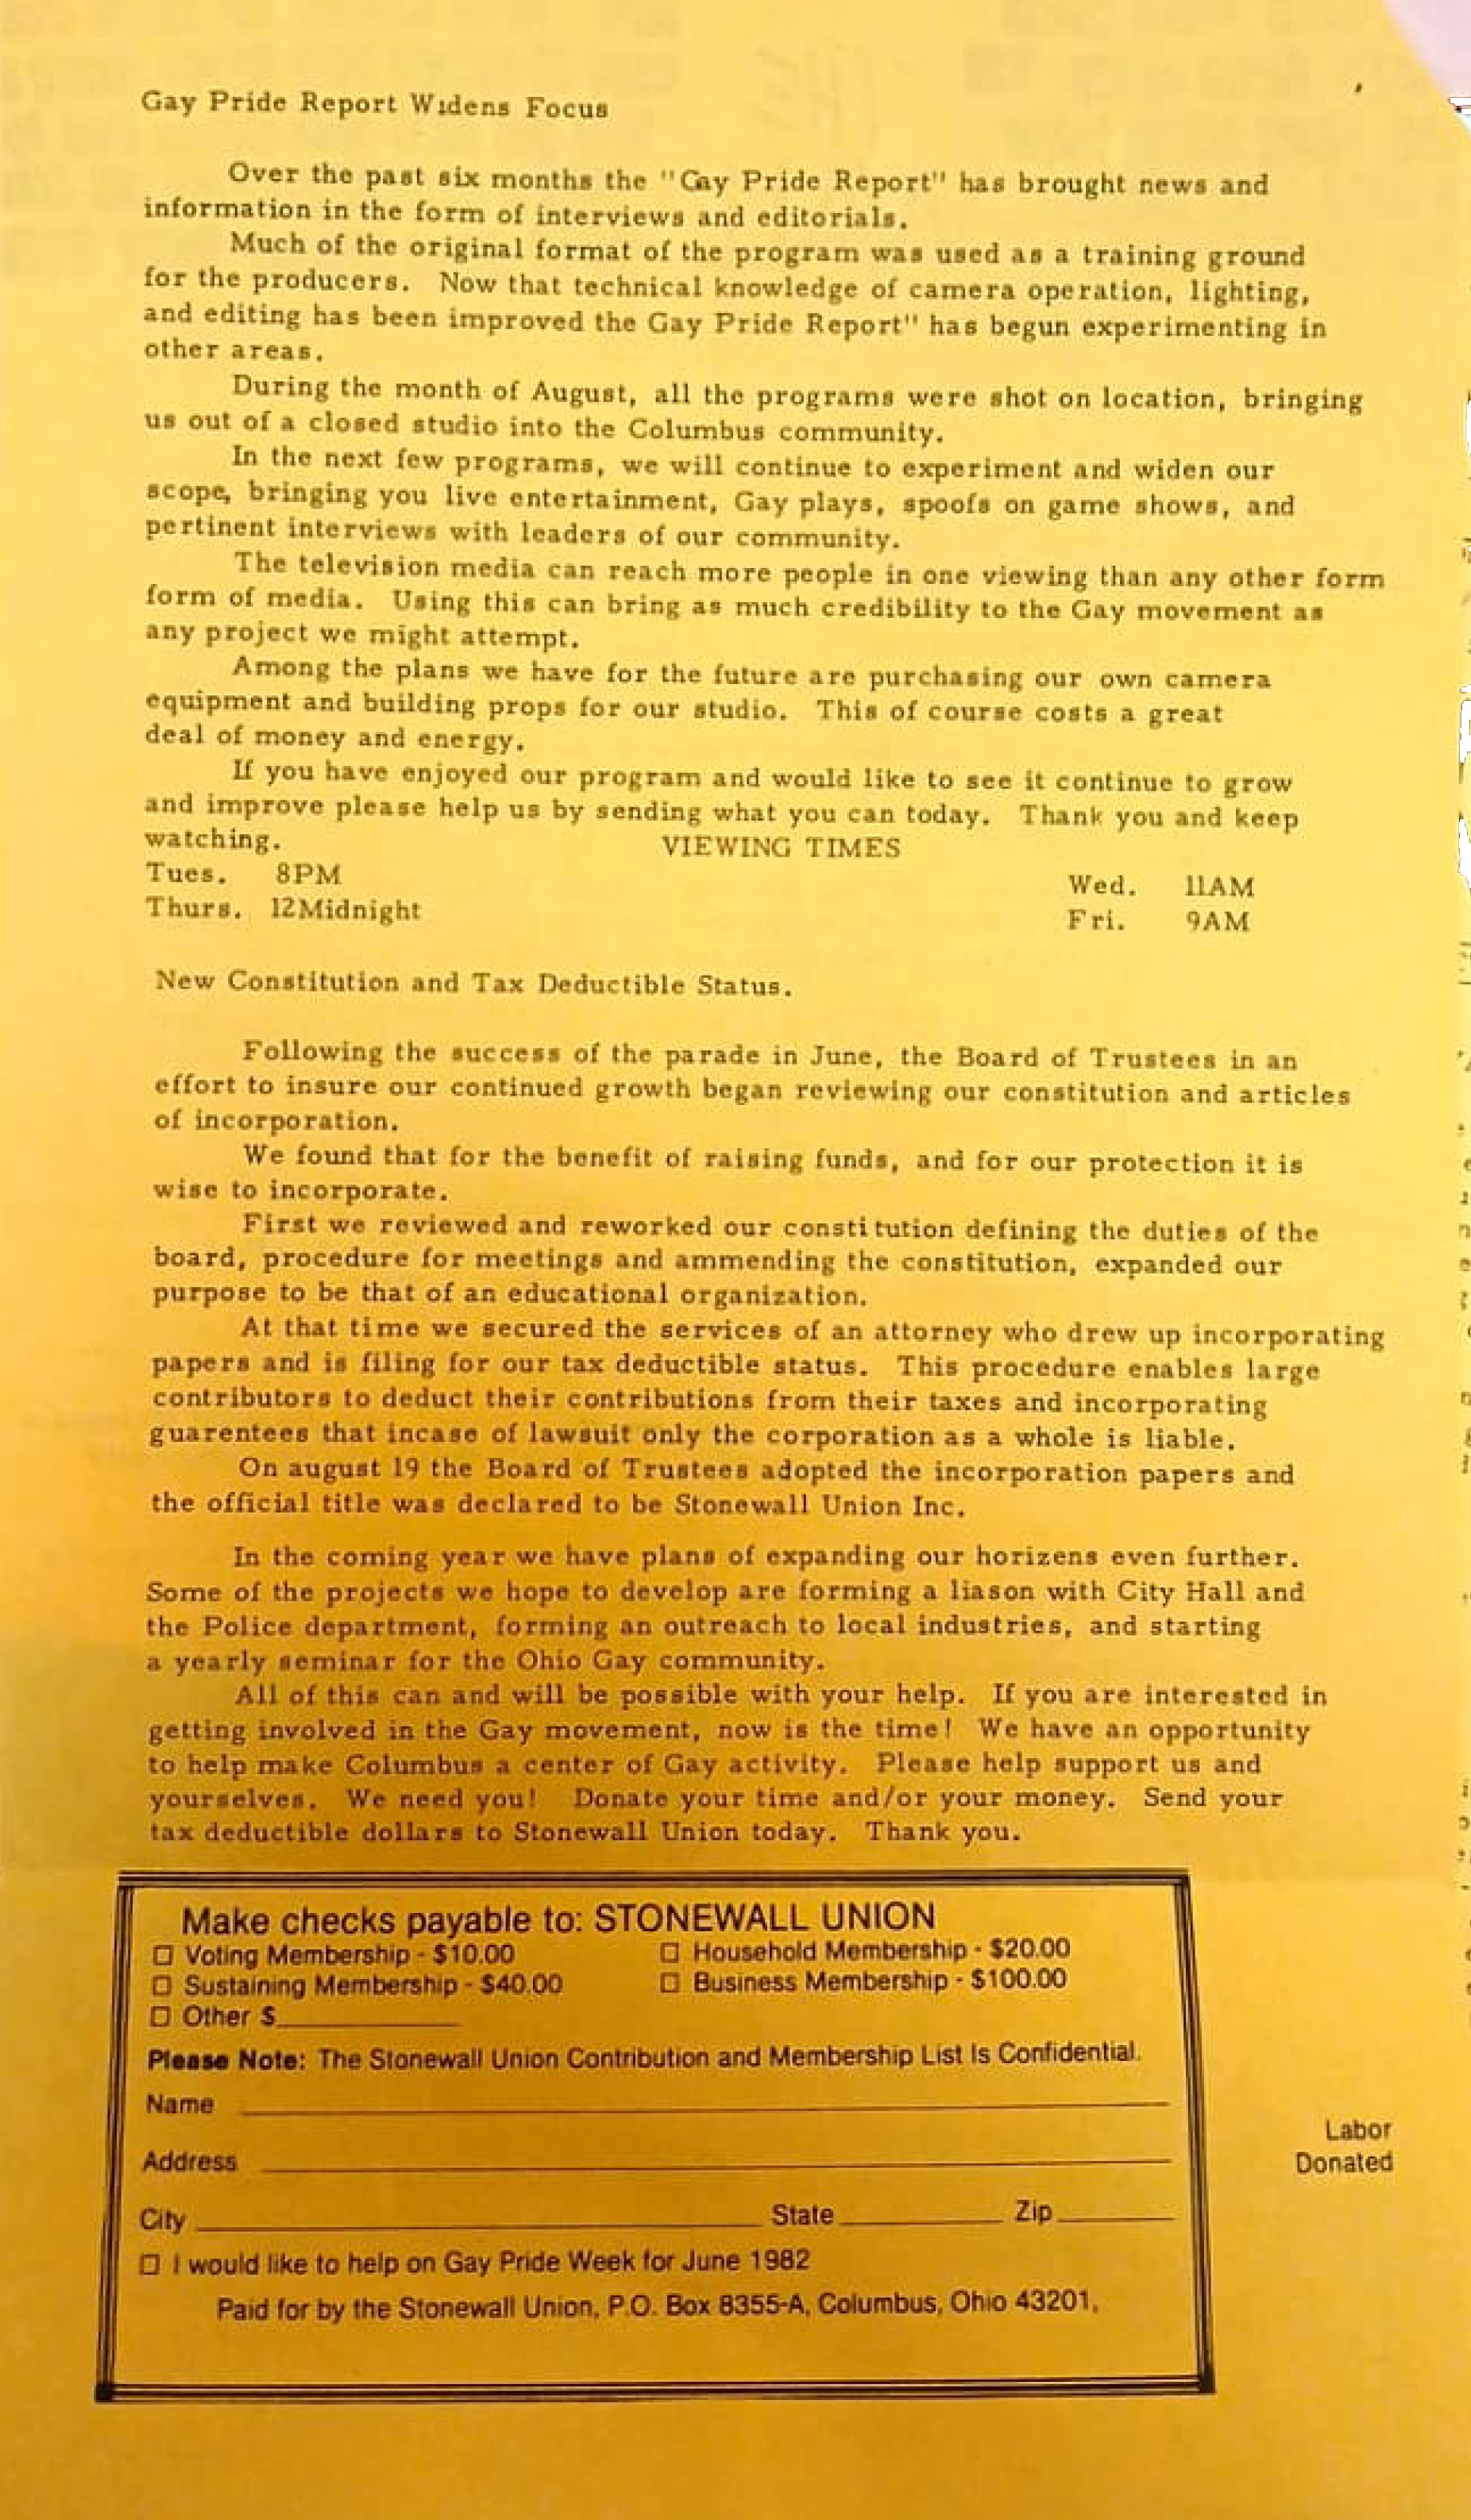 Gay Pride Report Widens Focus
Over the past six months the "Gay Pride Report" has brought news and
information in the form of interviews and editorials.
Much of the original format of the program was used as a training ground
for the producers. Now that technical knowledge of camera operation, lighting,
and editing has been improved the Gay Pride Report" has begun experimenting in
other areas.
During the month of August, all the programs were shot on location, bringing
us out of a closed studio into the Columbus community.
In the next few programs, we will continue to experiment and widen our
scope, bringing you live entertainment, Gay plays, spoofs on game shows, and
pertinent interviews with leaders of our community.
The television media can reach more people in one viewing than any other form
form of media. Using this can bring as much credibility to the Gay movement as
any project we might attempt.
Among the plans we have for the future are purchasing our own camera
equipment and building props for our studio. This of course costs a great
deal of money and energy.
If you have enjoyed our program and would like to see it continue to grow
and improve please help us by sending what you can today. Thank you and keep
watching.
VIEWING TIMES
Tues. 8PM Wed. 11AM
Thurs. 12Midnight Fri. 9AM
New Constitution and Tax Deductible Status.
Following the success of the parade in June, the Board of Trustees in an
effort to insure our continued growth began reviewing our constitution and articles
of incorporation.
We found that for the benefit of raising funds, and for our protection it is
wise to incorporate.
First we reviewed and reworked our constitution defining the duties of the
board, procedure for meetings and ammending the constitution, expanded our
purpose to be that of an educational organization.
At that time we secured the services of an attorney who drew up incorporating
papers and is filing for our tax deductible status. This procedure enables large
contributors to deduct their contributions from their taxes and incorporating
guarentees that incase of lawsuit only the corporation as a whole is liable.
On august 19 the Board of Trustees adopted the incorporation papers and
the official title was declared to be Stonewall Union Inc.
In the coming year we have plans of expanding our horizens even further.
Some of the projects we hope to develop are forming a liason with City Hall and
the Police department, forming an outreach to local industries, and starting
a yearly seminar for the Ohio Gay community.
All of this can and will be possible with your help. If you are interested in
getting involved in the Gay movement, now is the time! We have an opportunity
to help make Columbus a center of Gay activity. Please help support us and
yourselves. We need you! Donate your time and/or your money. Send your
tax deductible dollars to Stonewall Union today. Thank you.
Make checks payable to: STONEWALL UNION
☐ Voting Membership - $10.00 ☐ Household Membership - $20.00
☐ Sustaining Membership - $40.00 ☐ Business Membership - $100.00
☐ Other $
Please Note: The Stonewall Union Contribution and Membership List Is Confidential.
Name
Address
City State Zip
☐ I would like to help on Gay Pride Week for June 1982
Paid for by the Stonewall Union, P.O. Box 8355-A, Columbus, Ohio 43201,
Labor
Donated